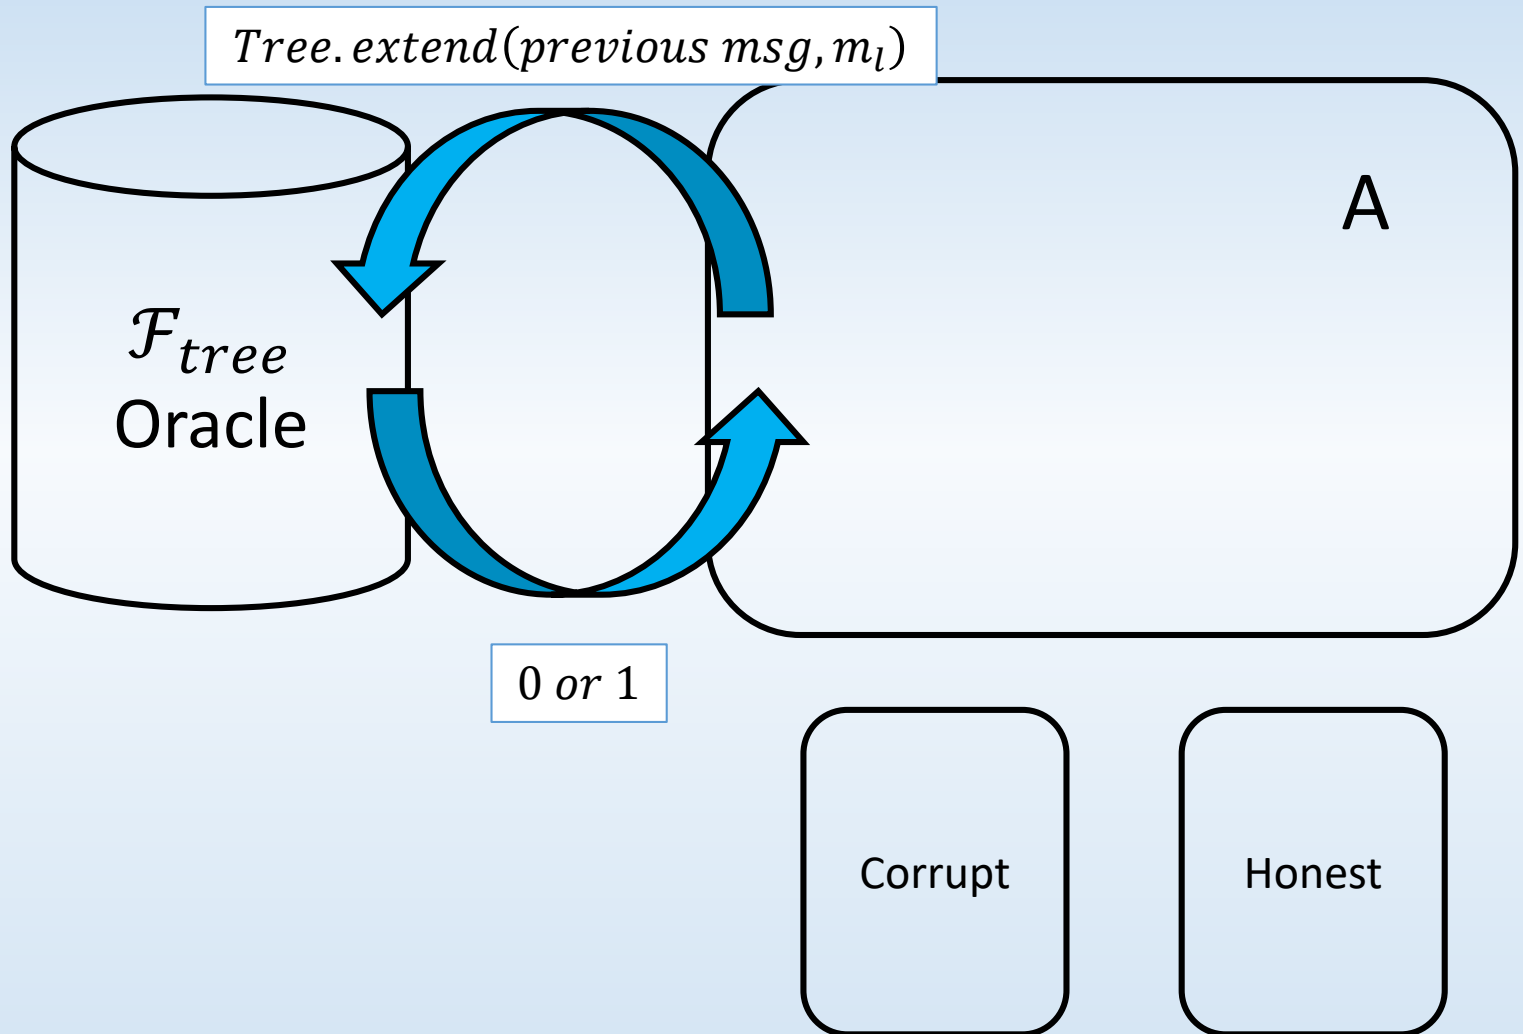 Tree.extend(previous msg, m_l)
A
ℱ_tree
Oracle
0 or 1
Corrupt
Honest